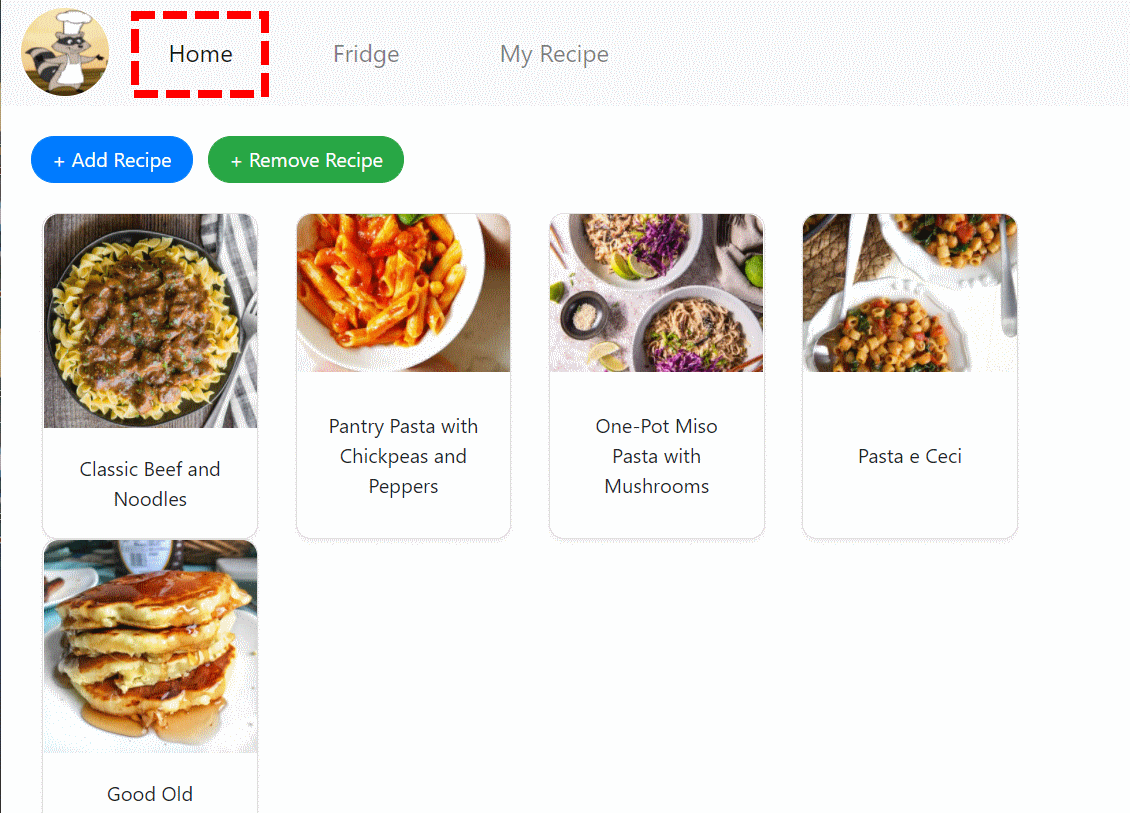 Home
Fridge
My Recipe
+ Add Recipe
+ Remove Recipe
Classic Beef and
Noodles
Pantry Pasta with
Chickpeas and
Peppers
One-Pot Miso
Pasta with
Mushrooms
Pasta e Ceci
Good Old